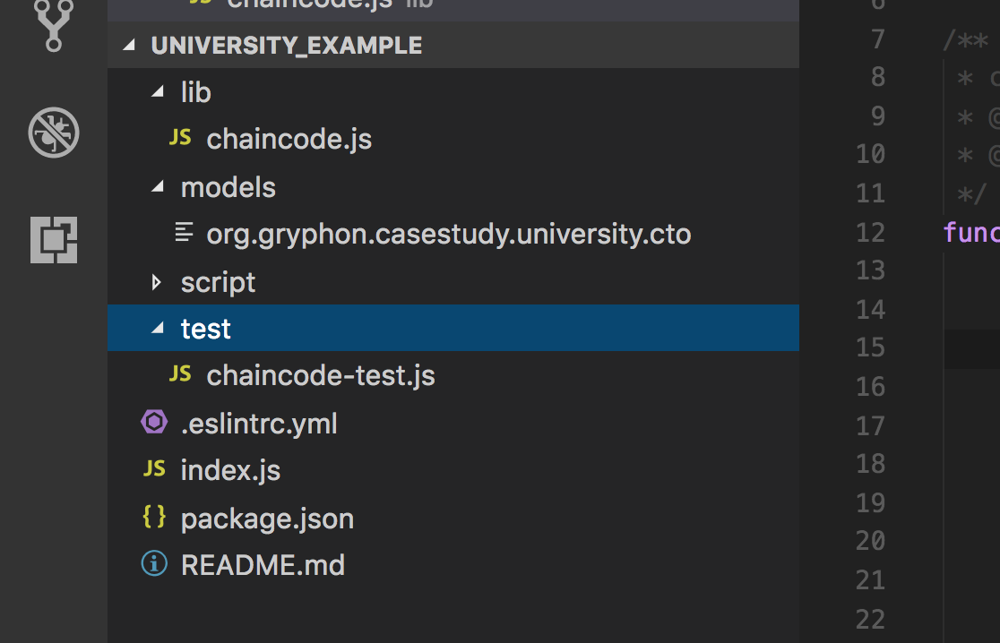 JS chaincode.js lib
UNIVERSITY_EXAMPLE
lib
JS chaincode.js
models
org.gryphon.casestudy.university.cto
script
test
JS chaincode-test.js
.eslintrc.yml
JS index.js
{ } package.json
README.md
6
7 /**
8 *
9 * @
10 * @
11 */
12 func
13
14
15
16
17
18
19
20
21
22